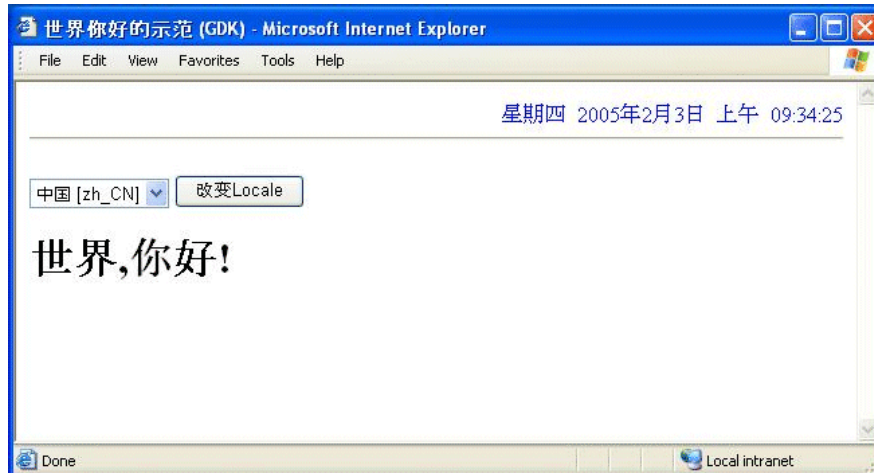 世界你好的示范 (GDK) - Microsoft Internet Explorer
File Edit View Favorites Tools Help
星期四 2005年2月3日 上午 09:34:25
中国 [zh_CN] 改变Locale
世界,你好!
Done Local intranet